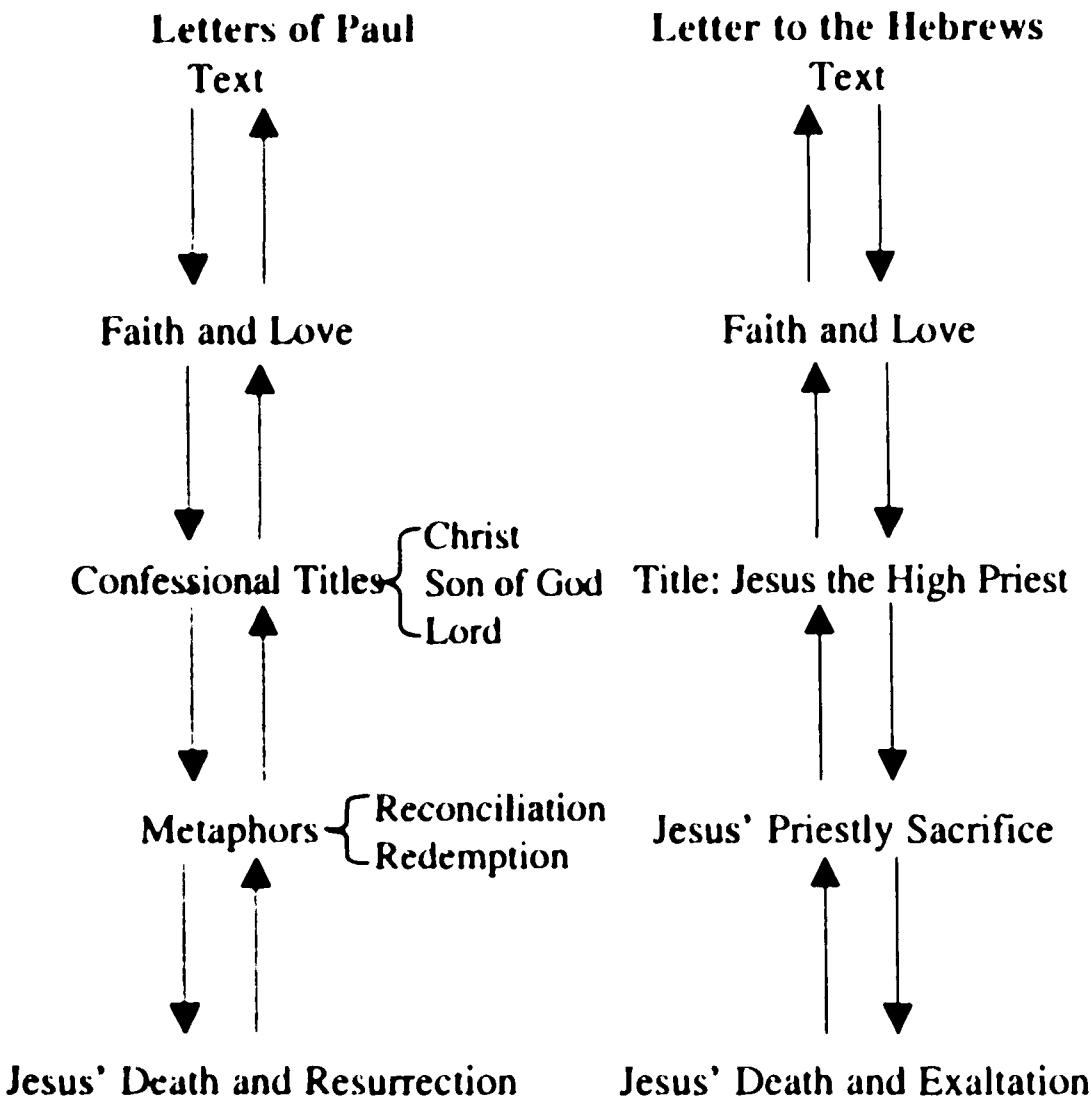 Letters of Paul
Text
Faith and Love
Confessional Titles
Christ
Son of God
Lord
Metaphors
Reconciliation
Redemption
Jesus' Death and Resurrection
Letter to the Hebrews
Text
Faith and Love
Title: Jesus the High Priest
Jesus' Priestly Sacrifice
Jesus' Death and Exaltation